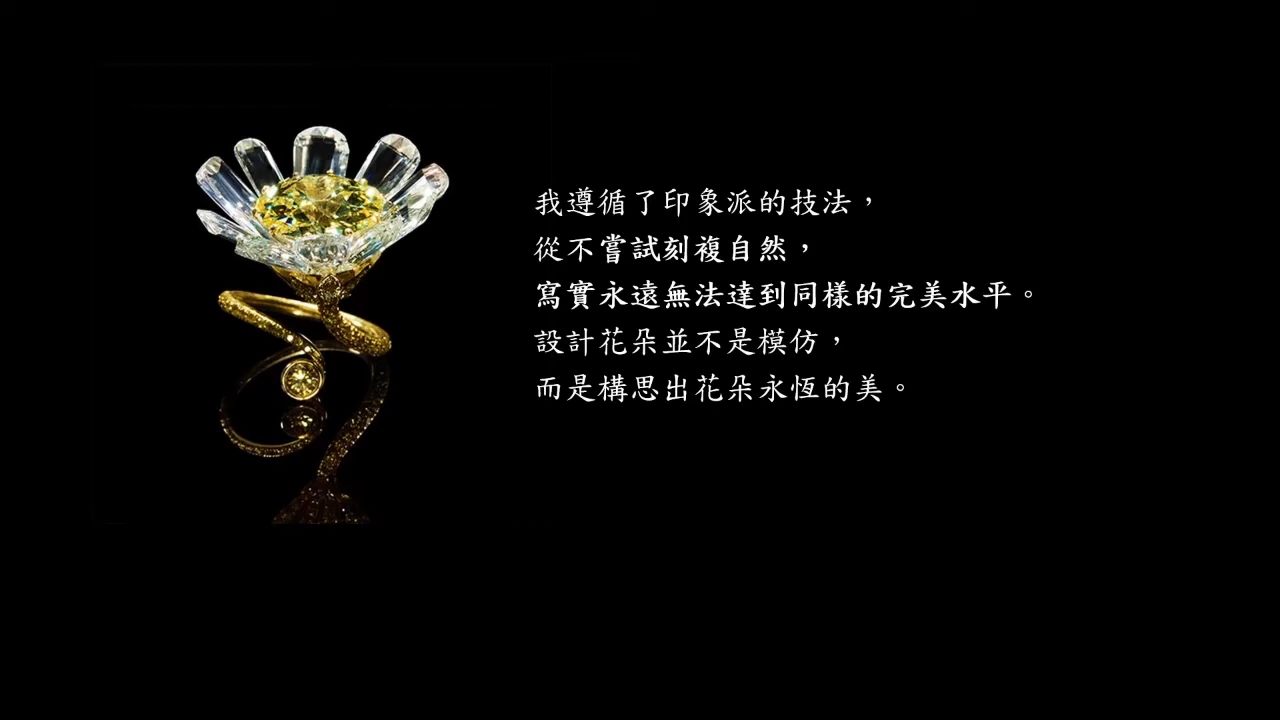 我遵循了印象派的技法，
從不嘗試刻複自然，
寫實永遠無法達到同樣的完美水平。
設計花朵並不是模仿，
而是構思出花朵永恆的美。